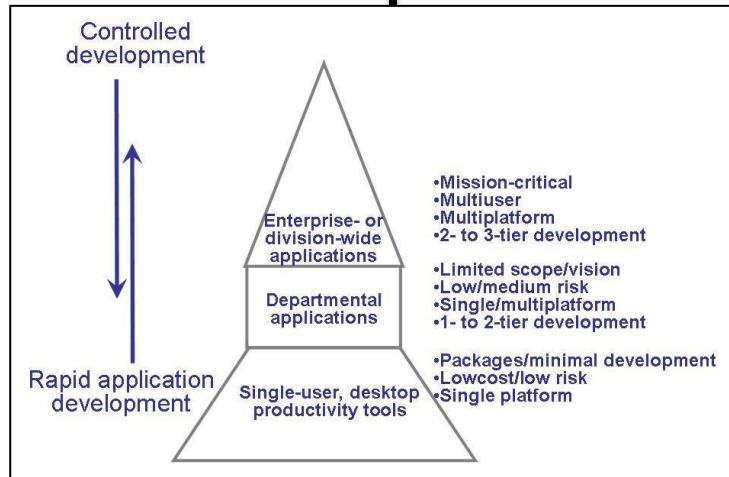 Controlled
development
Enterprise- or
division-wide
applications
•Mission-critical
•Multiuser
•Multiplatform
•2- to 3-tier development
Departmental
applications
•Limited scope/vision
•Low/medium risk
•Single/multiplatform
•1- to 2-tier development
Rapid application
development
Single-user, desktop
productivity tools
•Packages/minimal development
•Lowcost/low risk
•Single platform